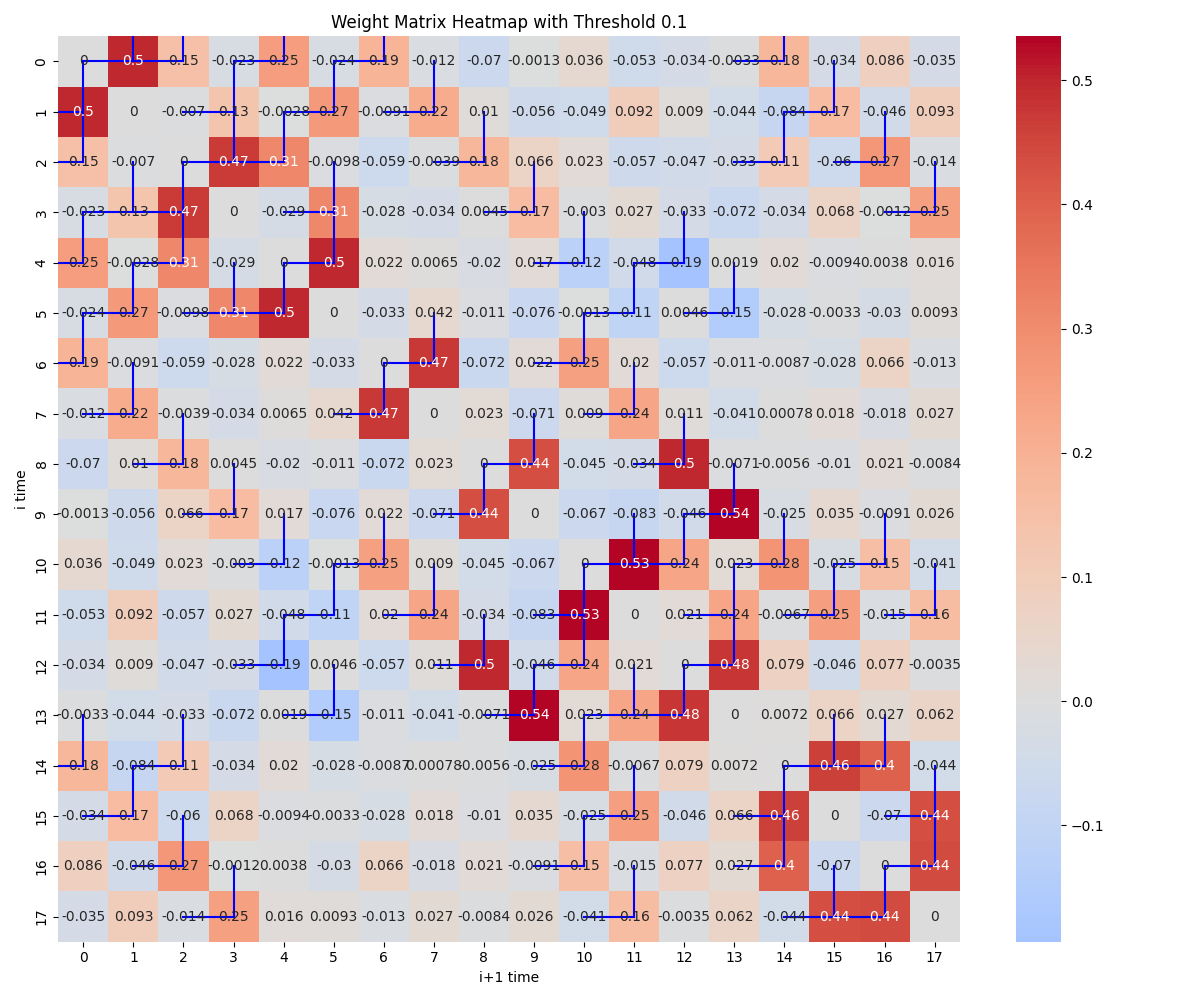 Weight Matrix Heatmap with Threshold 0.1
0 0 0.5 0.15 -0.023 0.25 -0.024 0.19 -0.012 -0.07 -0.0013 0.036 -0.053 -0.034 -0.0033 0.18 -0.034 0.086 -0.035
1 0.5 0 -0.007 0.13 -0.0028 0.27 -0.0091 0.22 0.01 -0.056 -0.049 0.092 0.009 -0.044 -0.084 0.17 -0.046 0.093
2 0.15 -0.007 0 0.47 0.31 -0.0098 -0.059 -0.0039 0.18 0.066 0.023 -0.057 -0.047 -0.033 0.11 -0.06 0.27 -0.014
3 -0.023 0.13 0.47 0 -0.029 0.31 -0.028 -0.034 0.0045 0.17 -0.003 0.027 -0.033 -0.072 -0.034 0.068 -0.0012 0.25
4 0.25 -0.0028 0.31 -0.029 0 0.5 0.022 0.0065 -0.02 0.017 -0.12 -0.048 -0.19 0.0019 0.02 -0.0094 0.0038 0.016
5 -0.024 0.27 -0.0098 0.31 0.5 0 -0.033 0.042 -0.011 -0.076 -0.0013 -0.11 0.0046 -0.15 -0.028 -0.0033 -0.03 0.0093
6 0.19 -0.0091 -0.059 -0.028 0.022 -0.033 0 0.47 -0.072 0.022 0.25 0.02 -0.057 -0.011 -0.0087 -0.028 0.066 -0.013
7 -0.012 0.22 -0.0039 -0.034 0.0065 0.042 0.47 0 0.023 -0.071 0.009 0.24 0.011 -0.041 0.00078 0.018 -0.018 0.027
8 -0.07 0.01 0.18 0.0045 -0.02 -0.011 -0.072 0.023 0 0.44 -0.045 -0.034 0.5 -0.0071 -0.0056 -0.01 0.021 -0.0084
9 -0.0013 -0.056 0.066 0.17 0.017 -0.076 0.022 -0.071 0.44 0 -0.067 -0.083 -0.046 0.54 -0.025 0.035 -0.0091 0.026
10 0.036 -0.049 0.023 -0.003 -0.12 -0.0013 0.25 0.009 -0.045 -0.067 0 0.53 0.24 0.023 0.28 -0.025 0.15 -0.041
11 -0.053 0.092 -0.057 0.027 -0.048 -0.11 0.02 0.24 -0.034 -0.083 0.53 0 0.021 0.24 -0.0067 0.25 -0.015 0.16
12 -0.034 0.009 -0.047 -0.033 -0.19 0.0046 -0.057 0.011 0.5 -0.046 0.24 0.021 0 0.48 0.079 -0.046 0.077 -0.0035
13 -0.0033 -0.044 -0.033 -0.072 0.0019 -0.15 -0.011 -0.041 -0.0071 0.54 0.023 0.24 0.48 0 0.0072 0.066 0.027 0.062
14 0.18 -0.084 0.11 -0.034 0.02 -0.028 -0.0087 0.00078 -0.0056 -0.025 0.28 -0.0067 0.079 0.0072 0 0.46 0.4 -0.044
15 -0.034 0.17 -0.06 0.068 -0.0094 -0.0033 -0.028 0.018 -0.01 0.035 -0.025 0.25 -0.046 0.066 0.46 0 -0.07 0.44
16 0.086 -0.046 0.27 -0.0012 0.0038 -0.03 0.066 -0.018 0.021 -0.0091 0.15 -0.015 0.077 0.027 0.4 -0.07 0 0.44
17 -0.035 0.093 -0.014 0.25 0.016 0.0093 -0.013 0.027 -0.0084 0.026 -0.041 0.16 -0.0035 0.062 -0.044 0.44 0.44 0
0 1 2 3 4 5 6 7 8 9 10 11 12 13 14 15 16 17
i+1 time
i time
0.5
0.4
0.3
0.2
0.1
0.0
−0.1